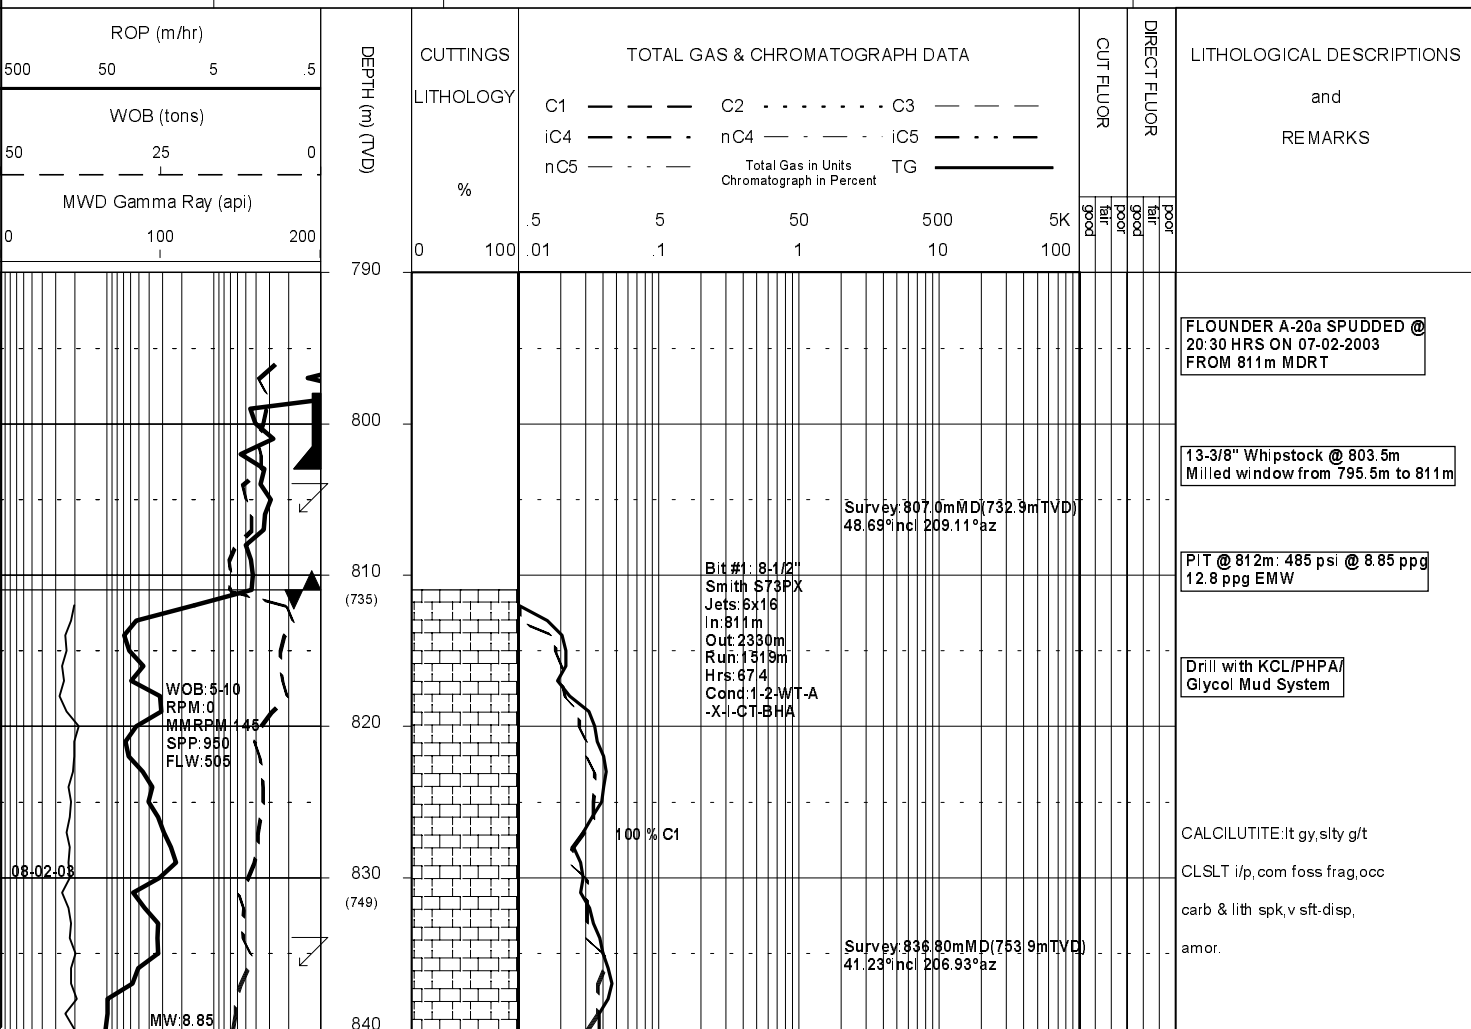 ROP (m/hr)
500 50 5 .5
WOB (tons)
50 25 0
MWD Gamma Ray (api)
0 100 200
DEPTH (m) (TVD)
CUTTINGS
LITHOLOGY
%
0 100
TOTAL GAS & CHROMATOGRAPH DATA
C1 C2 C3
iC4 nC4 iC5
nC5 Total Gas in Units TG
Chromatograph in Percent
.5 5 50 500 5K
.01 .1 1 10 100
CUT FLUOR
DIRECT FLUOR
good fair poor good fair poor
LITHOLOGICAL DESCRIPTIONS
and
REMARKS
790
FLOUNDER A-20a SPUDDED @
20:30 HRS ON 07-02-2003
FROM 811m MDRT
800
13-3/8" Whipstock @ 803.5m
Milled window from 795.5m to 811m
Survey:807.0mMD(732.9mTVD)
48.69°incl 209.11°az
810
(735)
Bit #1: 8-1/2"
Smith S73PX
Jets:6x16
In:811m
Out:2330m
Run:1519m
Hrs:67.4
Cond:1-2-WT-A
-X-I-CT-BHA
PIT @ 812m: 485 psi @ 8.85 ppg
12.8 ppg EMW
Drill with KCL/PHPA/
Glycol Mud System
WOB:5-10
RPM:0
MMRPM 145
SPP:950
FLW:505
820
100 % C1
CALCILUTITE:lt gy,slty g/t
CLSLT i/p,com foss frag,occ
carb & lith spk,v sft-disp,
amor.
08-02-03
830
(749)
Survey:836.80mMD(753.9mTVD)
41.23°incl 206.93°az
MW:8.85
840